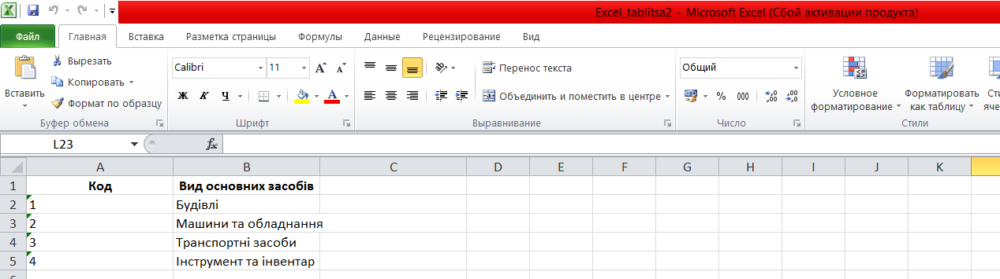 Excel_tablitsa2 - Microsoft Excel (Сбой активации продукта)
Файл Главная Вставка Разметка страницы Формулы Данные Рецензирование Вид
Вставить
Вырезать
Копировать
Формат по образцу
Буфер обмена
Calibri 11
Ж К Ч А
Шрифт
Перенос текста
Объединить и поместить в центре
Выравнивание
Общий
% 000
Число
Условное
форматирование
Форматировать
как таблицу
Сти
яче
Стили
L23 fx
A B C D E F G H I J K
1 Код Вид основних засобів
2 1 Будівлі
3 2 Машини та обладнання
4 3 Транспортні засоби
5 4 Інструмент та інвентар